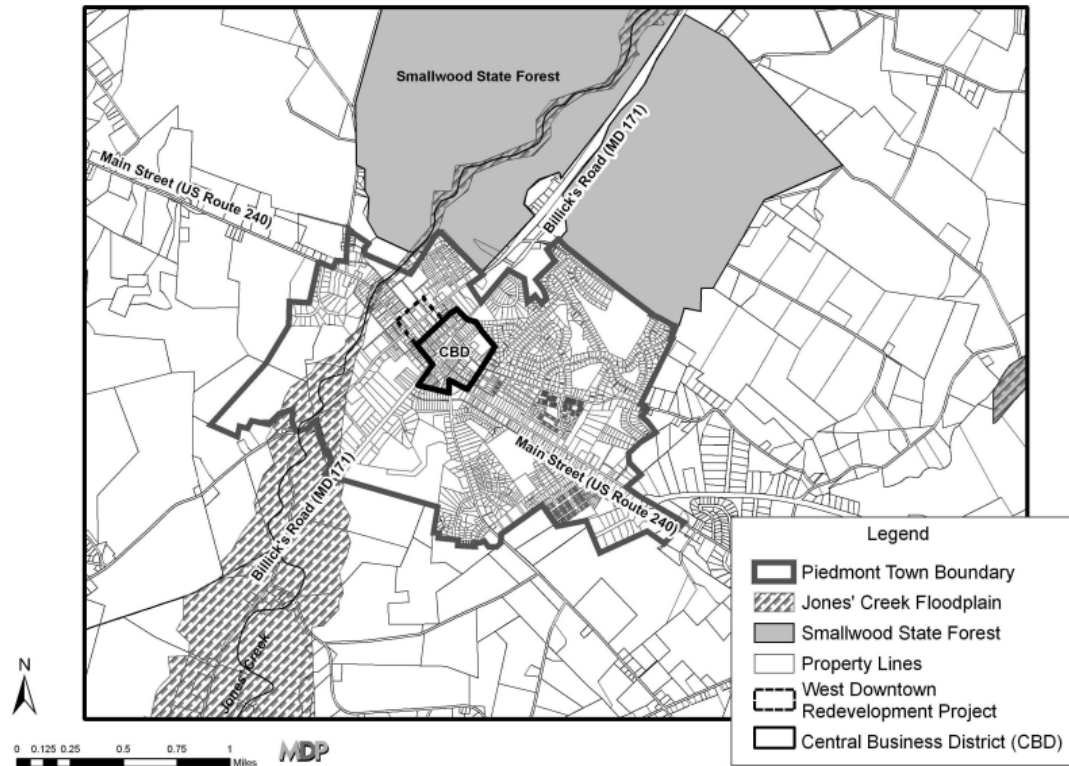 Smallwood State Forest
Main Street (US Route 240)
Billick's Road (MD 171)
CBD
Main Street (US Route 240)
Billick's Road (MD 171)
Jones' Creek
Legend
Piedmont Town Boundary
Jones' Creek Floodplain
Smallwood State Forest
Property Lines
West Downtown
Redevelopment Project
Central Business District (CBD)
N
0 0.125 0.25 0.5 0.75 1
Miles
MDP